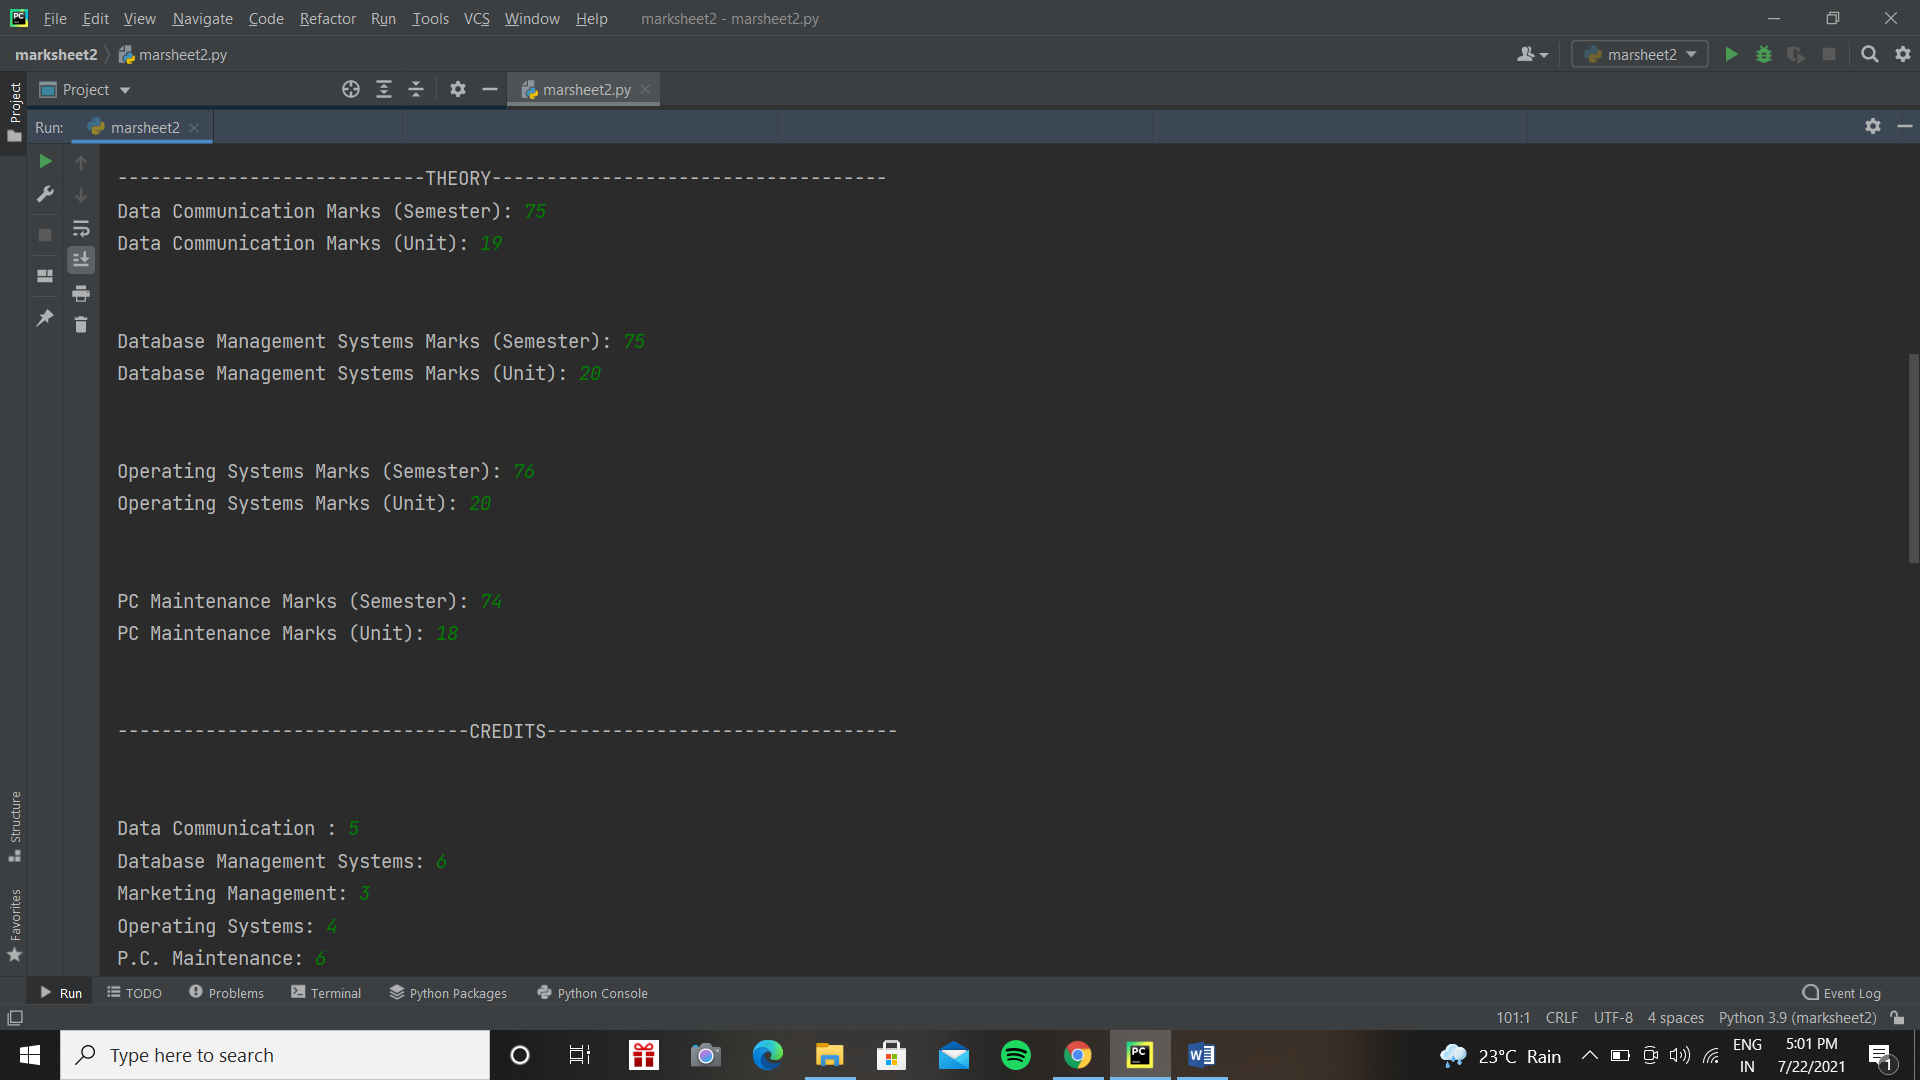 File Edit View Navigate Code Refactor Run Tools VCS Window Help marksheet2 - marsheet2.py
marksheet2 marsheet2.py marsheet2
Project Project marsheet2.py
Run: marsheet2
----------------------------THEORY------------------------------------
Data Communication Marks (Semester): 75
Data Communication Marks (Unit): 19
Database Management Systems Marks (Semester): 75
Database Management Systems Marks (Unit): 20
Operating Systems Marks (Semester): 76
Operating Systems Marks (Unit): 20
PC Maintenance Marks (Semester): 74
PC Maintenance Marks (Unit): 18
--------------------------------CREDITS--------------------------------
Data Communication : 5
Database Management Systems: 6
Marketing Management: 3
Operating Systems: 4
P.C. Maintenance: 6
Structure
Favorites
Run TODO Problems Terminal Python Packages Python Console Event Log
101:1 CRLF UTF-8 4 spaces Python 3.9 (marksheet2)
Type here to search PC 23°C Rain ENG IN 5:01 PM 7/22/2021 1